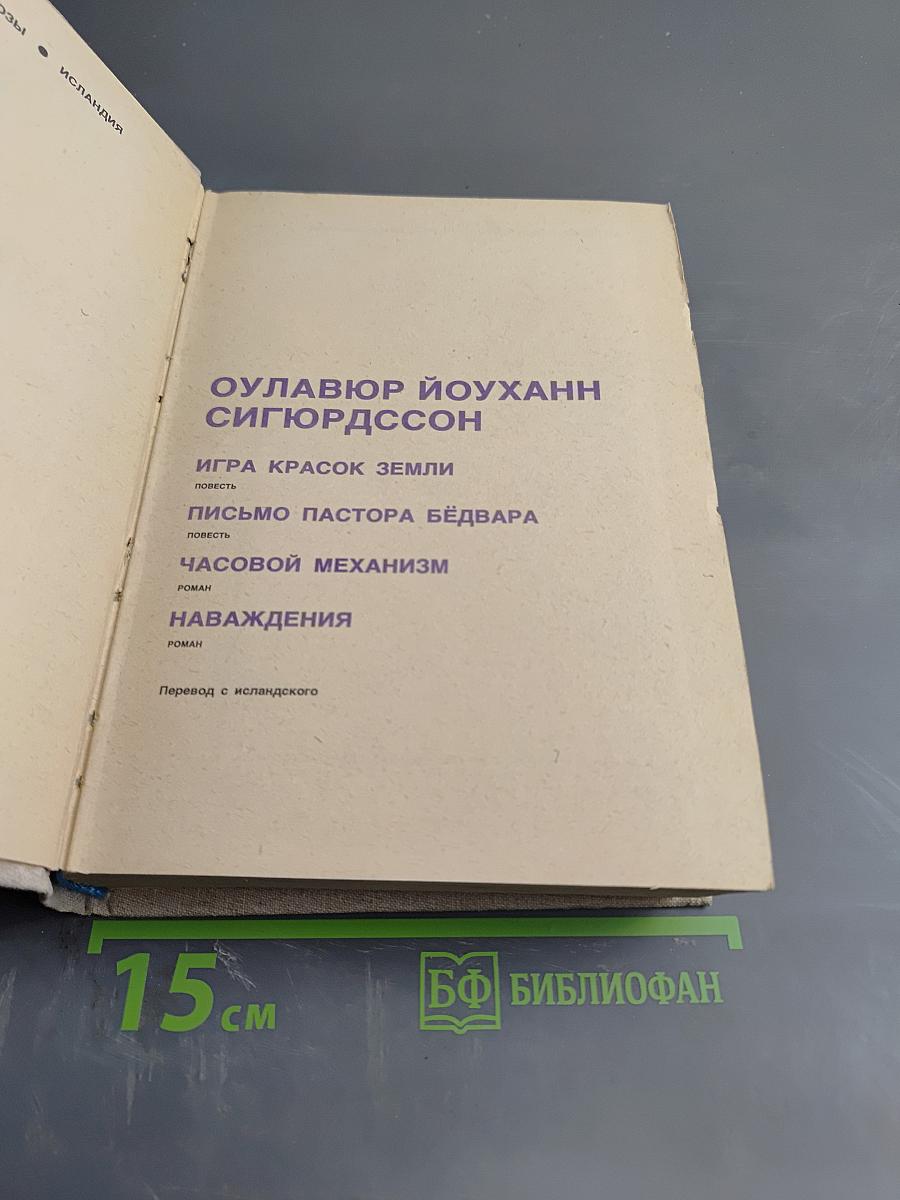 ИСЛАНДИЯ
ОУЛАВЮР ЙОУХАНН
СИГЮРДССОН
ИГРА КРАСОК ЗЕМЛИ
ПОВЕСТЬ
ПИСЬМО ПАСТОРА БЁДВАРА
ПОВЕСТЬ
ЧАСОВОЙ МЕХАНИЗМ
РОМАН
НАВАЖДЕНИЯ
РОМАН
Перевод с исландского
15 см
БФ БИБЛИОФАН